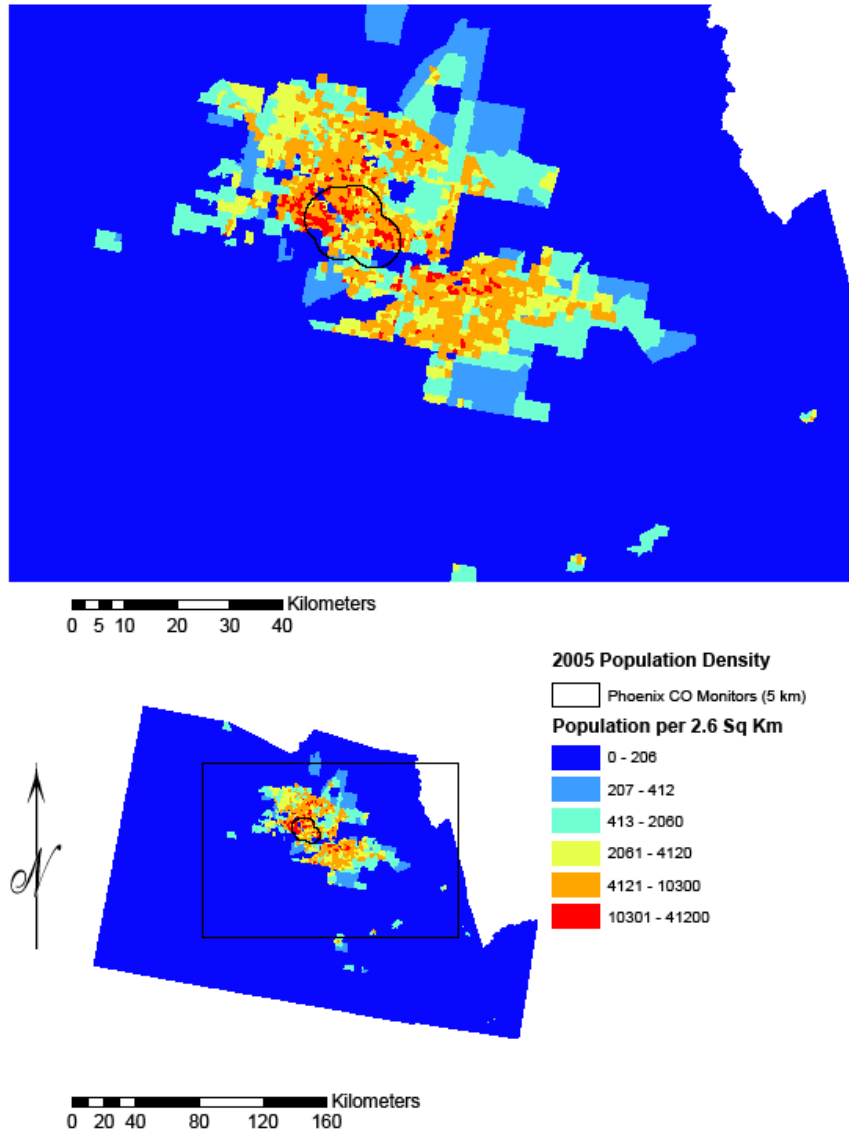 Kilometers
0 5 10 20 30 40
2005 Population Density
Phoenix CO Monitors (5 km)
Population per 2.6 Sq Km
0 - 206
207 - 412
413 - 2060
2061 - 4120
4121 - 10300
10301 - 41200
N
Kilometers
0 20 40 80 120 160